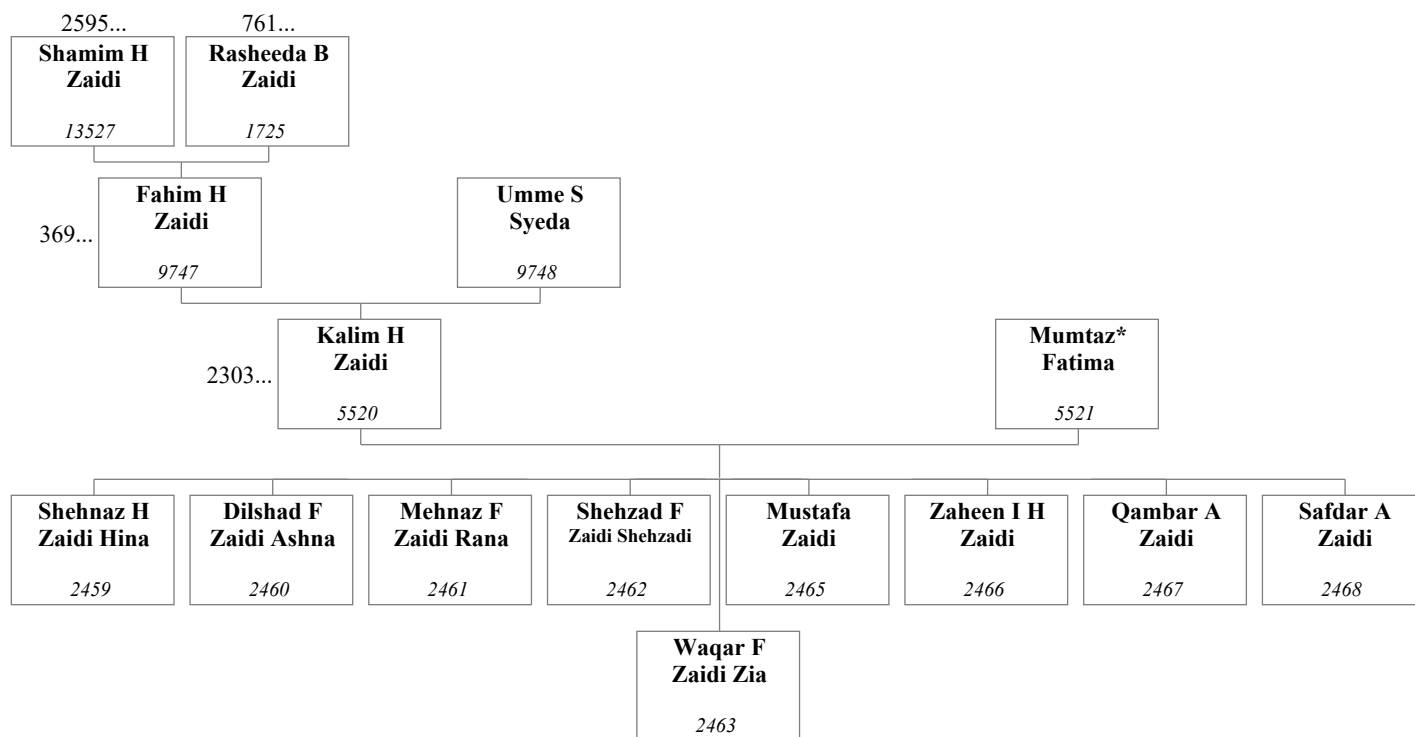 2595...
761...
Shamim H
Zaidi
13527
Rasheeda B
Zaidi
1725
369...
Fahim H
Zaidi
9747
Umme S
Syeda
9748
2303...
Kalim H
Zaidi
5520
Mumtaz*
Fatima
5521
Shehnaz H
Zaidi Hina
2459
Dilshad F
Zaidi Ashna
2460
Mehnaz F
Zaidi Rana
2461
Shehzad F
Zaidi Shehzadi
2462
Mustafa
Zaidi
2465
Zaheen I H
Zaidi
2466
Qambar A
Zaidi
2467
Safdar A
Zaidi
2468
Waqar F
Zaidi Zia
2463